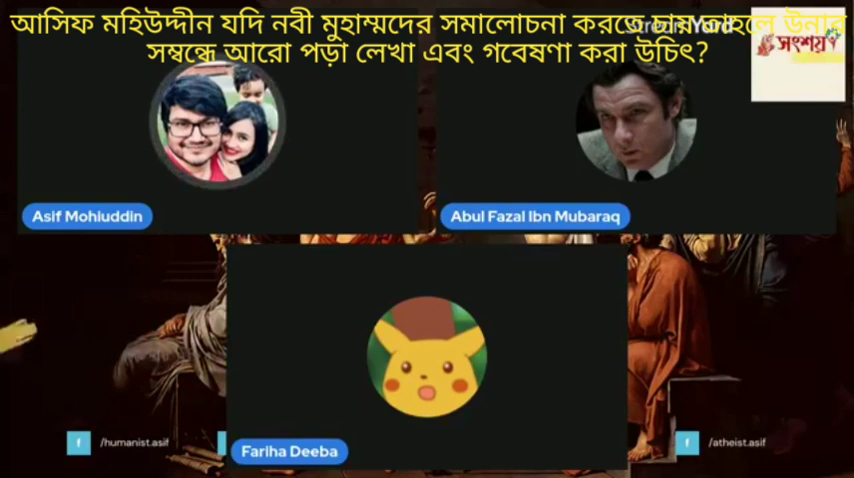 আসিফ মহিউদ্দীন যদি নবী মুহাম্মদের সমালোচনা করতে চায় তাহলে উনার
সম্বন্ধে আরো পড়া লেখা এবং গবেষণা করা উচিৎ?
সংশয়
Asif Mohiuddin
Abul Fazal Ibn Mubaraq
Fariha Deeba
/humanist.asif
/atheist.asif